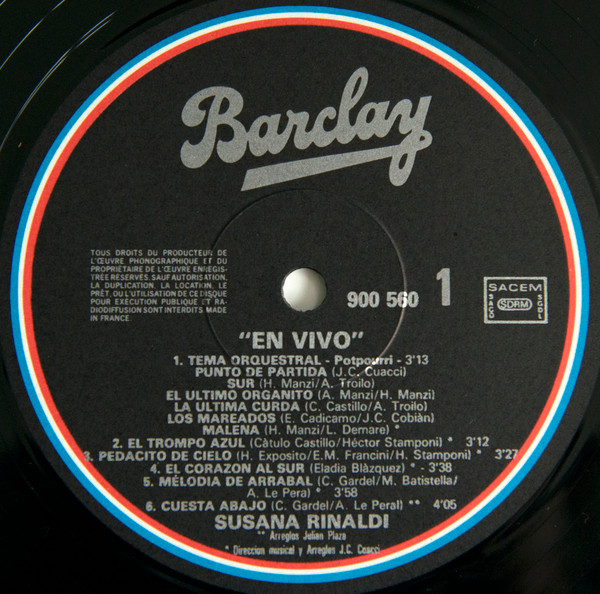 Barclay
TOUS DROITS DU PRODUCTEUR DE
L'ŒUVRE PHONOGRAPHIQUE ET DU
PROPRIETAIRE DE L'ŒUVRE ENREGIS-
TREE RESERVES. SAUF AUTORISATION,
LA DUPLICATION, LA LOCATION, LE
PRÊT, OU L'UTILISATION DE CE DISQUE
POUR EXECUTION PUBLIQUE ET RA-
DIODIFFUSION SONT INTERDITS. MADE
IN FRANCE.
900 560
1
SACEM
SACD
SDRM
SGDL
"EN VIVO"
1. TEMA ORQUESTRAL - Potpourri - 3'13
PUNTO DE PARTIDA (J.C. Cuacci)
SUR (H. Manzi/A. Troilo)
EL ULTIMO ORGANITO (A. Manzi/H. Manzi)
LA ULTIMA CURDA (C. Castillo/A. Troilo)
LOS MAREADOS (E. Cadicamo/J.C. Cobiàn)
MALENA (H. Manzi/L. Demare) *
2. EL TROMPO AZUL (Càtulo Castillo/Héctor Stamponi) * 3'12
3. PEDACITO DE CIELO (H. Exposito/E.M. Francini/H. Stamponi) * 3'27
4. EL CORAZON AL SUR (Eladia Blàzquez) * - 3'38
5. MÉLODIA DE ARRABAL (C. Gardel/M. Batistella/
A. Le Pera) * 3'58
6. CUESTA ABAJO (C. Gardel/A. Le Peral) ** 4'05
SUSANA RINALDI
** Arreglos Julian Plaza
* Direccion musical y Arreglos J.C. Cuacci